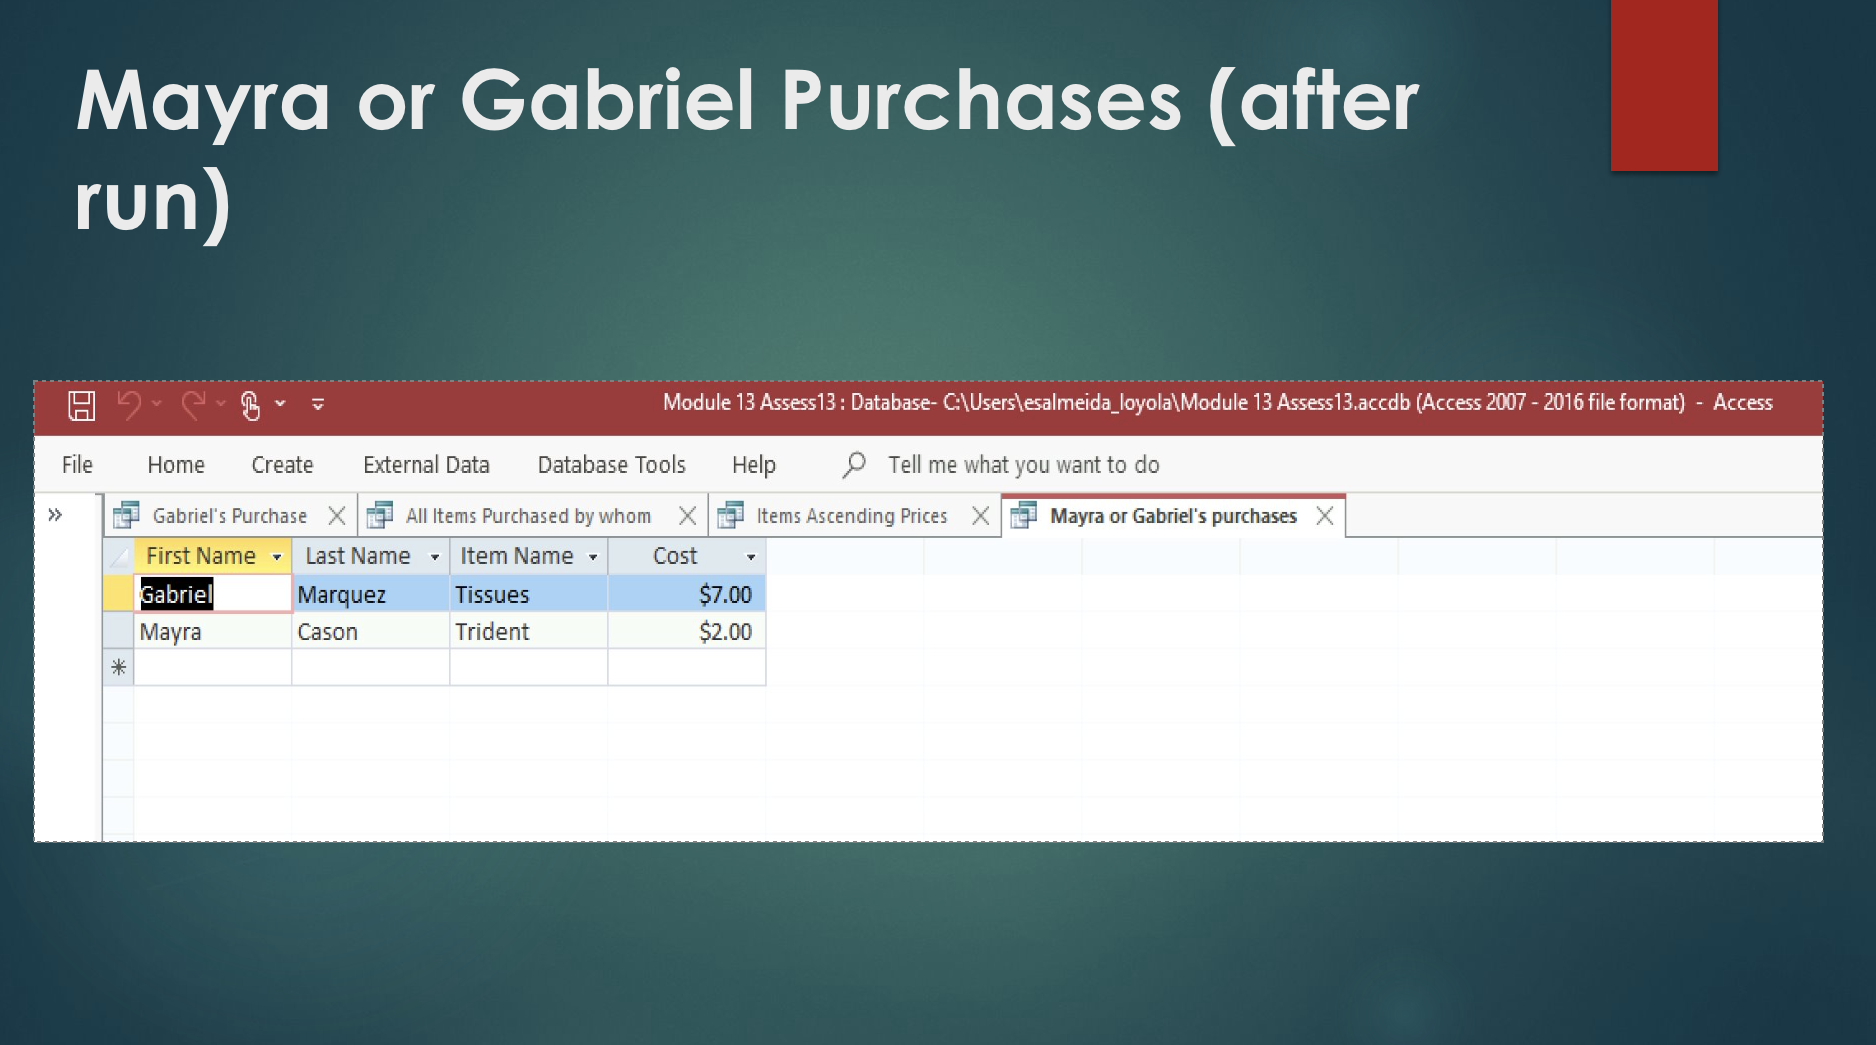 Mayra or Gabriel Purchases (after
run)
Module 13 Assess13 : Database- C:\Users\esalmeida_loyola\Module 13 Assess13.accdb (Access 2007 - 2016 file format) - Access
File Home Create External Data Database Tools Help Tell me what you want to do
» Gabriel's Purchase All Items Purchased by whom Items Ascending Prices Mayra or Gabriel's purchases
First Name Last Name Item Name Cost
Gabriel Marquez Tissues $7.00
Mayra Cason Trident $2.00
*